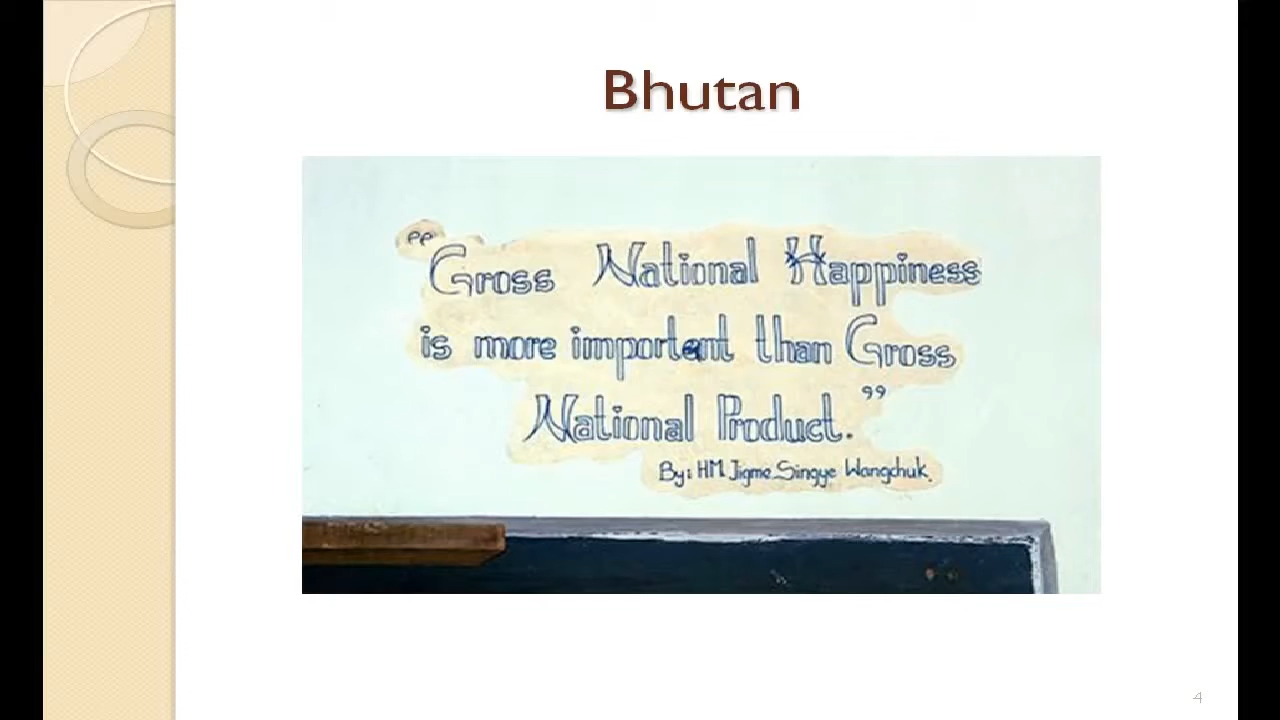 Bhutan
“Gross National Happiness
is more important than Gross
National Product.”
By: HM Jigme Singye Wangchuk.
4